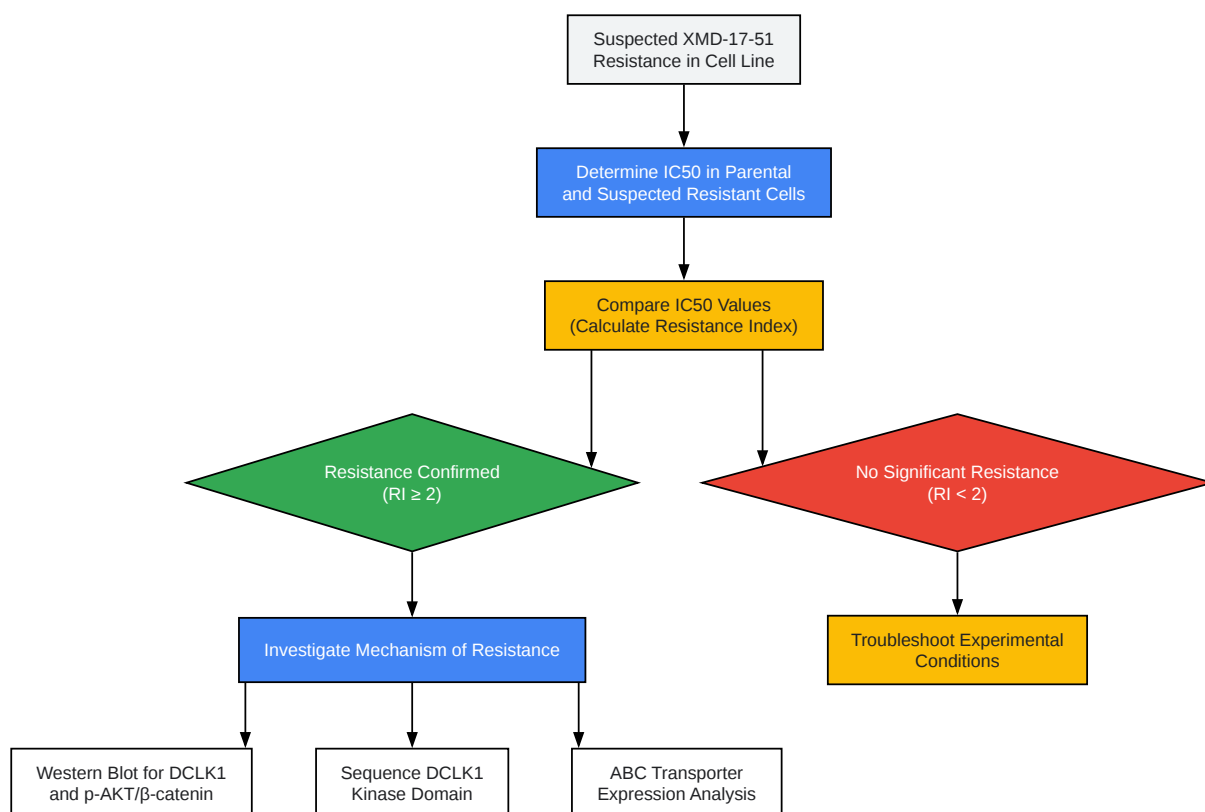 Suspected XMD-17-51
Resistance in Cell Line
Determine IC50 in Parental
and Suspected Resistant Cells
Compare IC50 Values
(Calculate Resistance Index)
Resistance Confirmed
(RI ≥ 2)
No Significant Resistance
(RI < 2)
Investigate Mechanism of Resistance
Troubleshoot Experimental
Conditions
Western Blot for DCLK1
and p-AKT/β-catenin
Sequence DCLK1
Kinase Domain
ABC Transporter
Expression Analysis